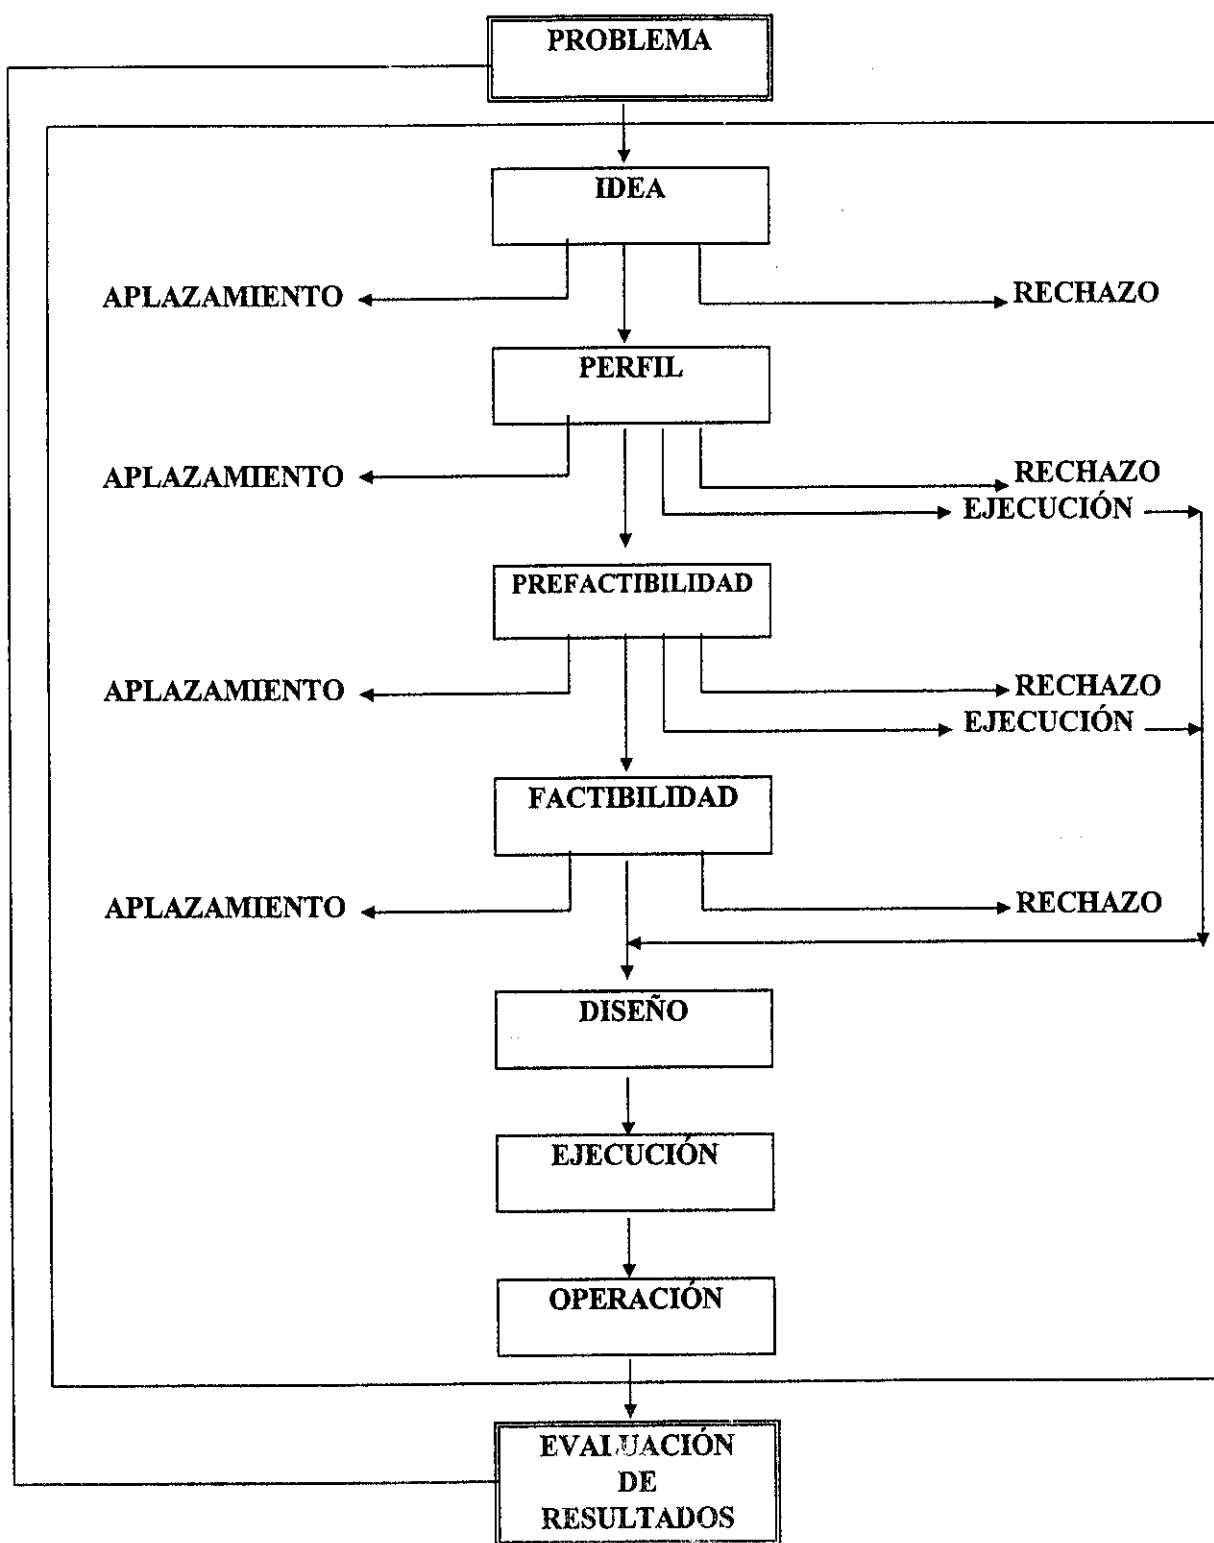 PROBLEMA
IDEA
APLAZAMIENTO
RECHAZO
PERFIL
APLAZAMIENTO
RECHAZO
EJECUCIÓN
PREFACTIBILIDAD
APLAZAMIENTO
RECHAZO
EJECUCIÓN
FACTIBILIDAD
APLAZAMIENTO
RECHAZO
DISEÑO
EJECUCIÓN
OPERACIÓN
EVALUACIÓN
DE
RESULTADOS